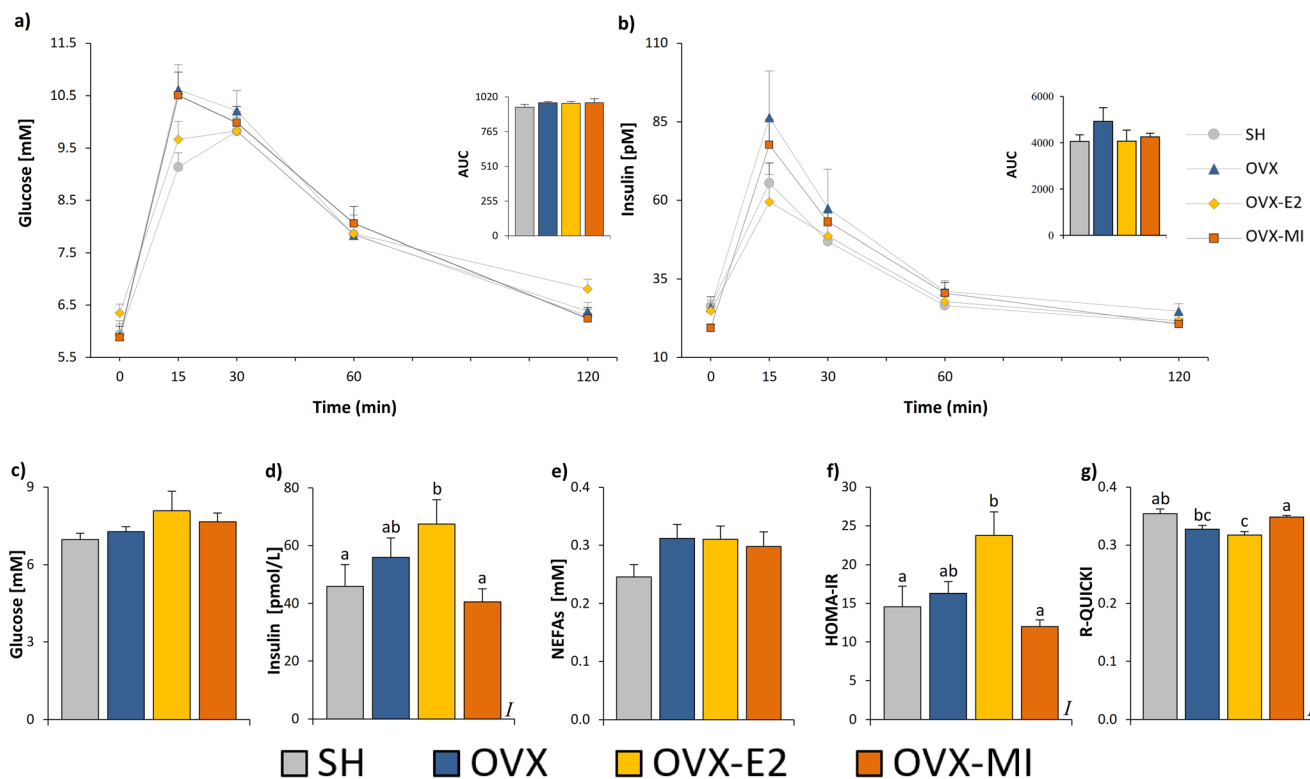 a)
Glucose [mM]
11.5
10.5
9.5
8.5
7.5
6.5
5.5
0 15 30 60 120
Time (min)
AUC
1020
765
510
255
0
b)
Insulin [pM]
110
85
60
35
10
0 15 30 60 120
Time (min)
AUC
6000
4000
2000
0
SH
OVX
OVX-E2
OVX-MI
c)
Glucose [mM]
9
6
3
0
d)
Insulin [pmol/L]
80
60
40
20
0
a ab b a
I
e)
NEFAs [mM]
0.4
0.3
0.2
0.1
0.0
f)
HOMA-IR
30
25
20
15
10
5
0
a ab b a
I
g)
R-QUICKI
0.4
0.3
0.2
0.1
0.0
ab bc c a
SH OVX OVX-E2 OVX-MI